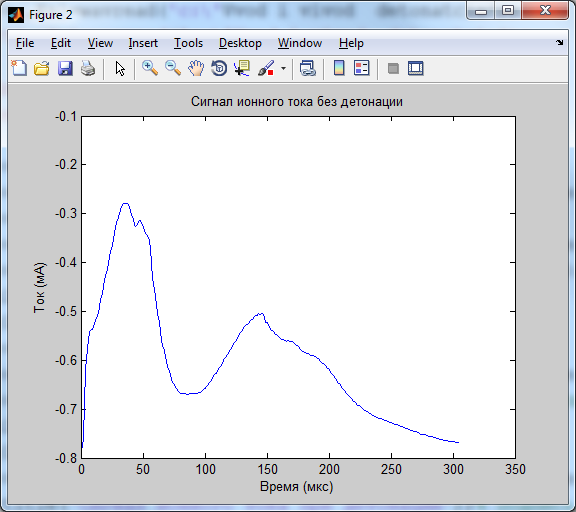 Figure 2
File Edit View Insert Tools Desktop Window Help
Сигнал ионного тока без детонации
-0.1
-0.2
-0.3
-0.4
-0.5
-0.6
-0.7
-0.8
Ток (мА)
0 50 100 150 200 250 300 350
Время (мкс)